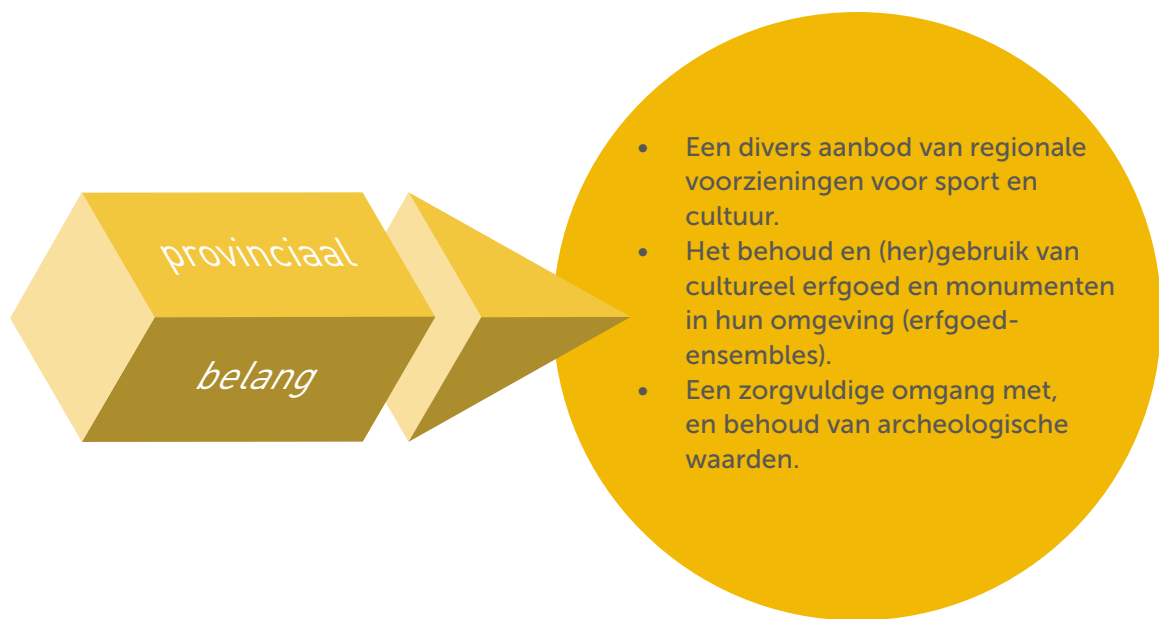 provinciaal
belang
• Een divers aanbod van regionale
voorzieningen voor sport en
cultuur.
• Het behoud en (her)gebruik van
cultureel erfgoed en monumenten
in hun omgeving (erfgoed-
ensembles).
• Een zorgvuldige omgang met,
en behoud van archeologische
waarden.